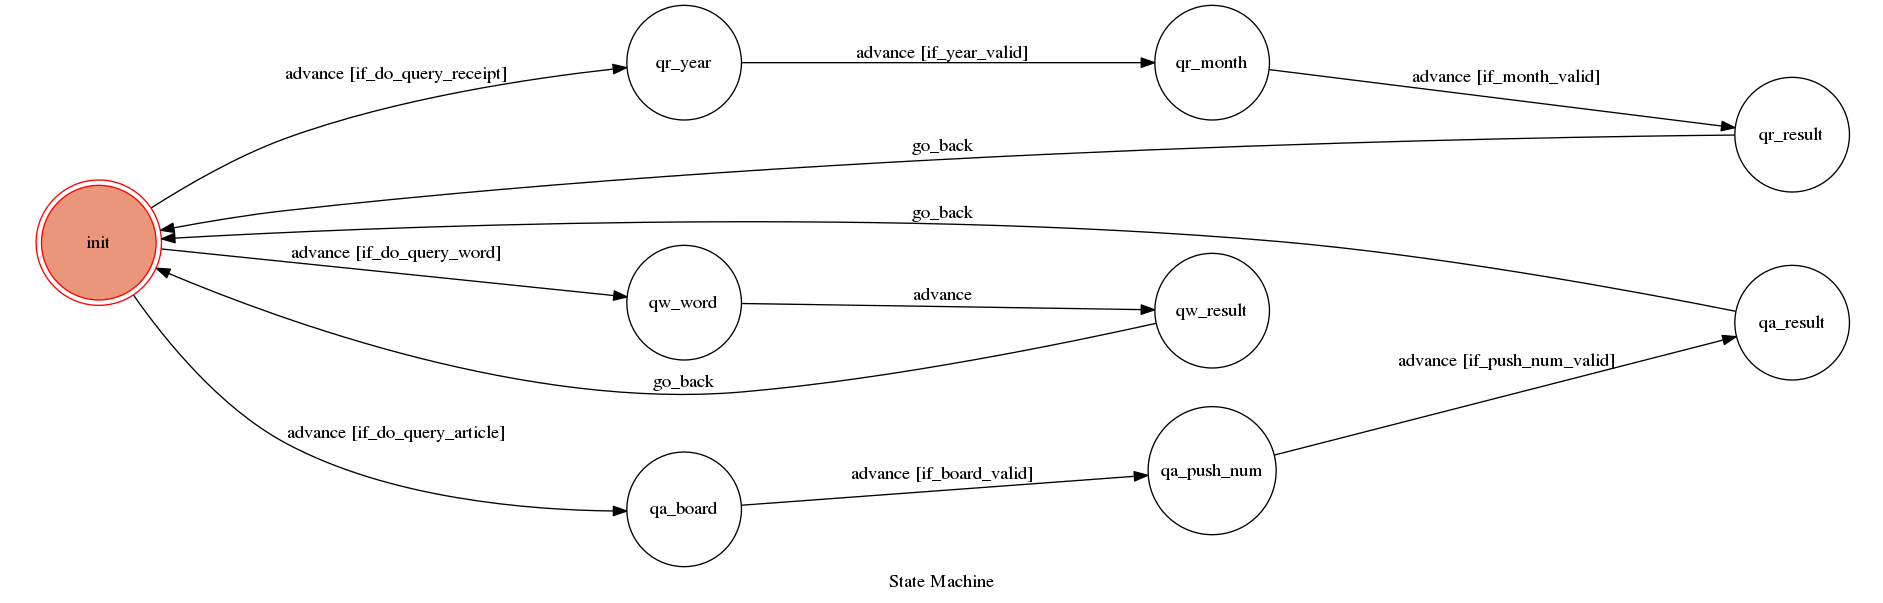 qr_year
advance [if_year_valid]
qr_month
advance [if_do_query_receipt]
advance [if_month_valid]
qr_result
go_back
go_back
init
advance [if_do_query_word]
qw_word
advance
qw_result
qa_result
advance [if_push_num_valid]
go_back
advance [if_do_query_article]
advance [if_board_valid]
qa_push_num
qa_board
State Machine